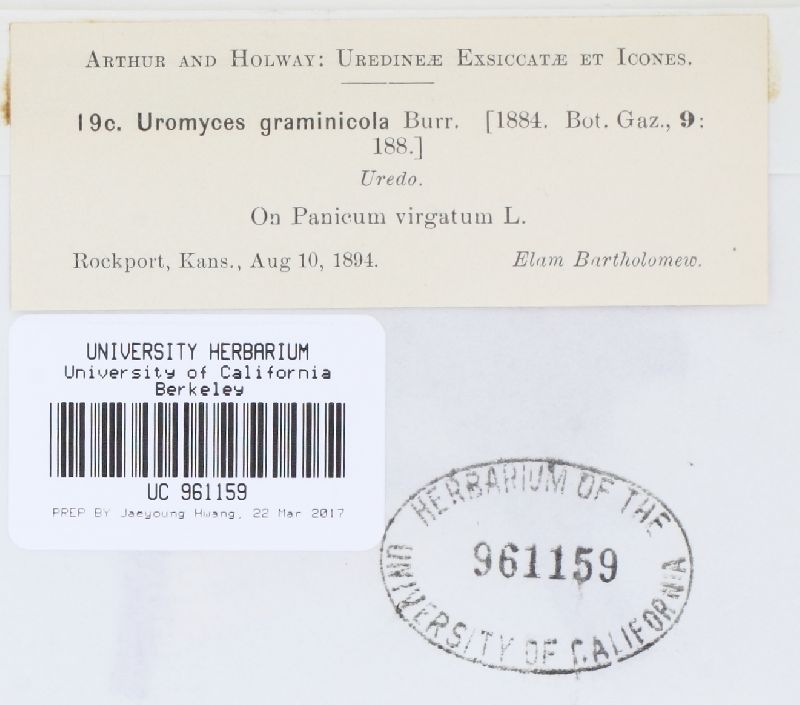 ARTHUR AND HOLWAY: UREDINEÆ EXSICCATÆ ET ICONES.
19c. Uromyces graminicola Burr. [1884. Bot. Gaz., 9:
188.]
Uredo.
On Panicum virgatum L.
Rockport, Kans., Aug 10, 1894. Elam Bartholomew.
UNIVERSITY HERBARIUM
University of California
Berkeley
UC 961159
PREP BY Jaeyoung Hwang, 22 Mar 2017
HERBARIUM OF THE
961159
UNIVERSITY OF CALIFORNIA